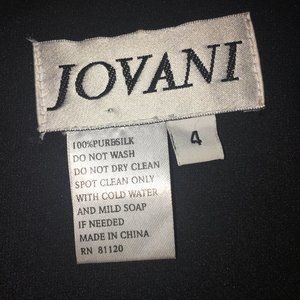 JOVANI
4
100%PURESILK
DO NOT WASH
DO NOT DRY CLEAN
SPOT CLEAN ONLY
WITH COLD WATER
AND MILD SOAP
IF NEEDED
MADE IN CHINA
RN 81120